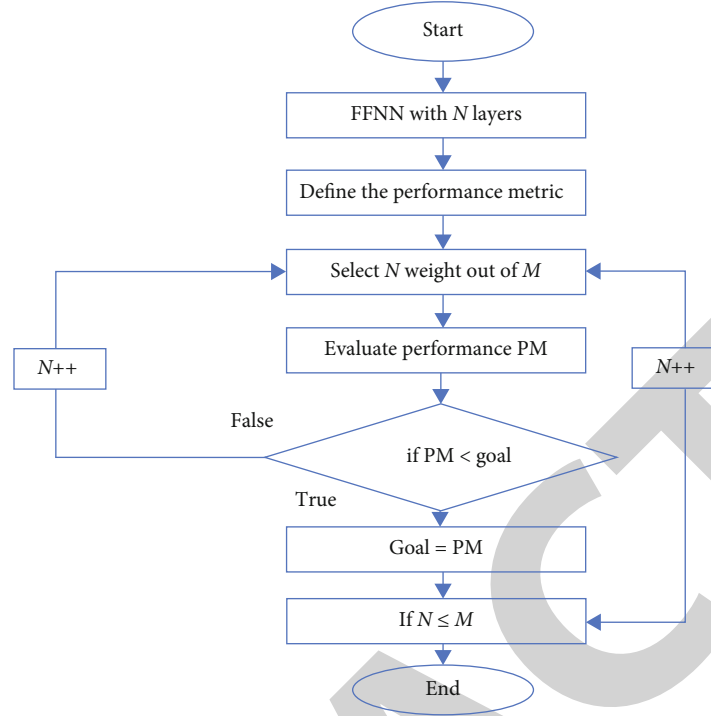 Start
FFNN with N layers
Define the performance metric
Select N weight out of M
Evaluate performance PM
N++
N++
False
if PM < goal
True
Goal = PM
If N ≤ M
End